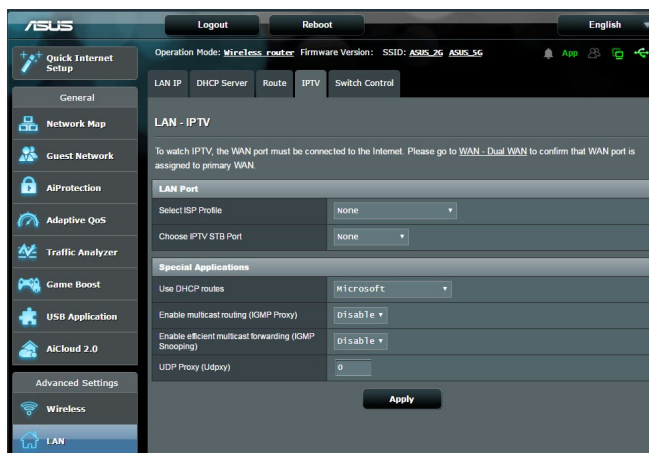 ASUS Logout Reboot English
Quick Internet Setup
Operation Mode: Wireless router Firmware Version: SSID: ASUS_2G ASUS_5G App
LAN IP DHCP Server Route IPTV Switch Control
General
Network Map
Guest Network
AiProtection
Adaptive QoS
Traffic Analyzer
Game Boost
USB Application
AiCloud 2.0
Advanced Settings
Wireless
LAN
LAN - IPTV
To watch IPTV, the WAN port must be connected to the Internet. Please go to WAN - Dual WAN to confirm that WAN port is
assigned to primary WAN.
LAN Port
Select ISP Profile None
Choose IPTV STB Port None
Special Applications
Use DHCP routes Microsoft
Enable multicast routing (IGMP Proxy) Disable
Enable efficient multicast forwarding (IGMP
Snooping) Disable
UDP Proxy (Udpxy) 0
Apply